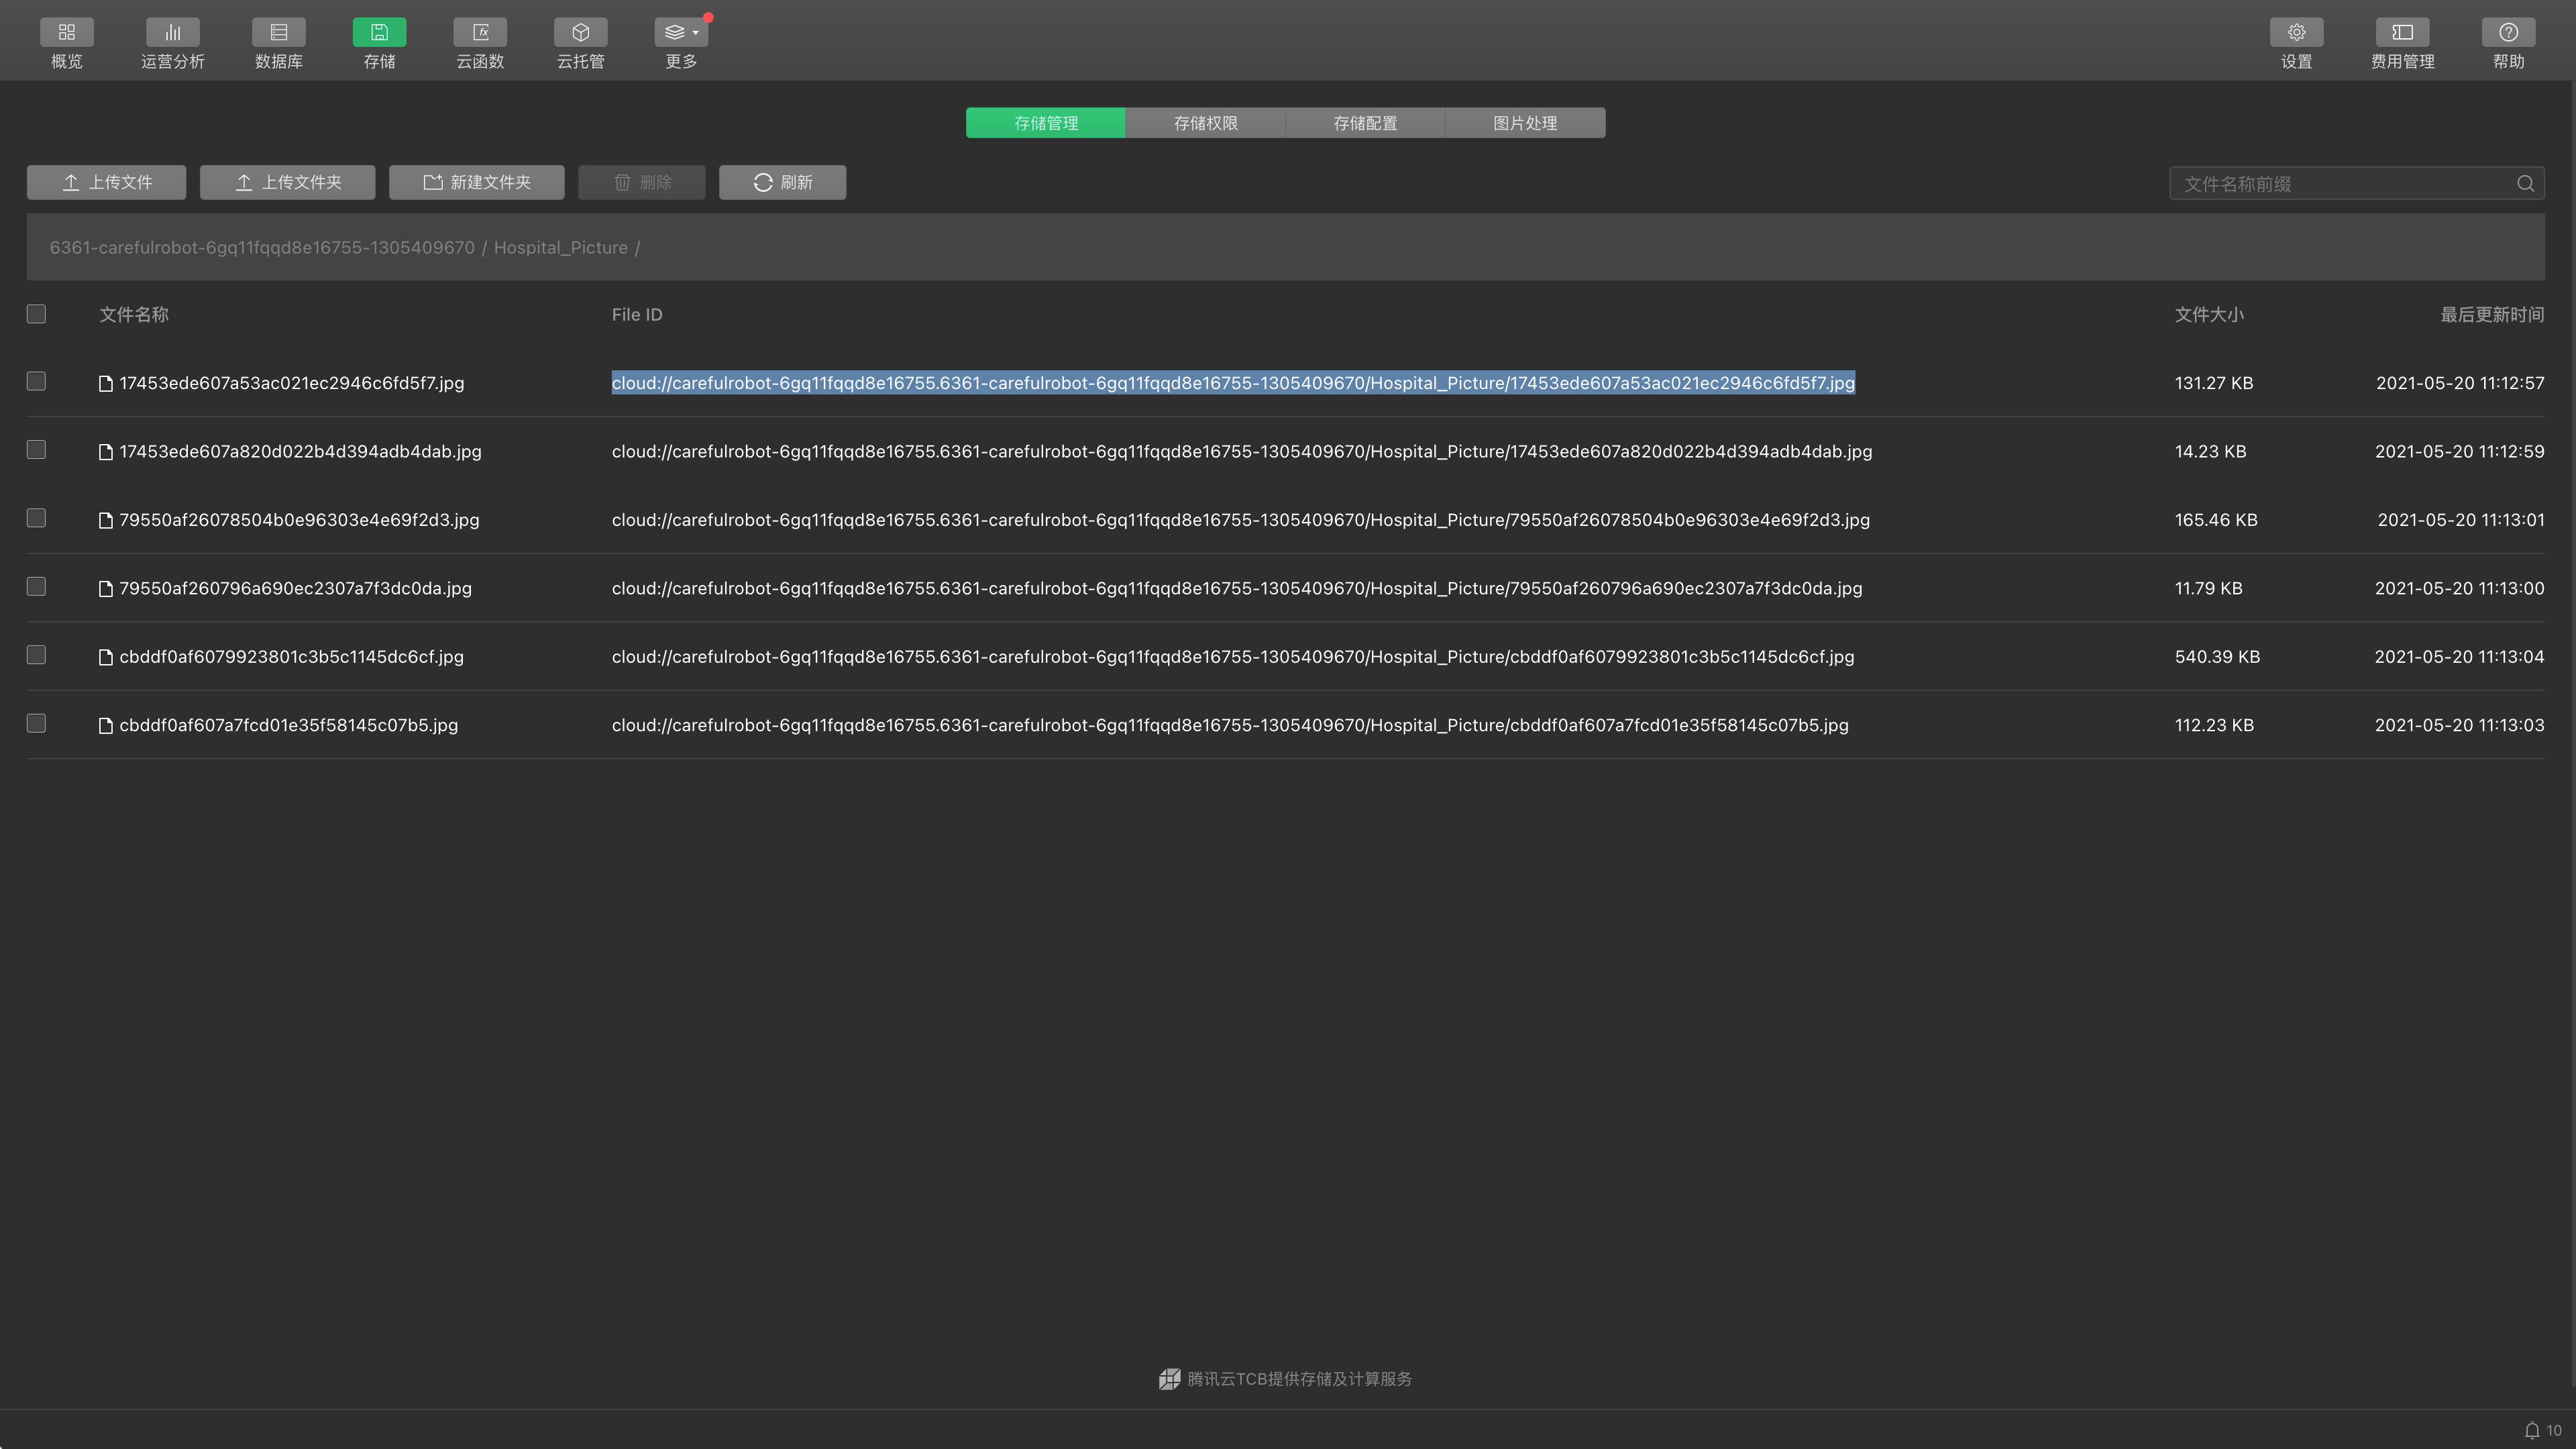 概览 运营分析 数据库 存储 云函数 云托管 更多 设置 费用管理 帮助
存储管理 存储权限 存储配置 图片处理
上传文件 上传文件夹 新建文件夹 删除 刷新 文件名称前缀
6361-carefulrobot-6gq11fqqd8e16755-1305409670 / Hospital_Picture /
文件名称 File ID 文件大小 最后更新时间
17453ede607a53ac021ec2946c6fd5f7.jpg cloud://carefulrobot-6gq11fqqd8e16755.6361-carefulrobot-6gq11fqqd8e16755-1305409670/Hospital_Picture/17453ede607a53ac021ec2946c6fd5f7.jpg 131.27 KB 2021-05-20 11:12:57
17453ede607a820d022b4d394adb4dab.jpg cloud://carefulrobot-6gq11fqqd8e16755.6361-carefulrobot-6gq11fqqd8e16755-1305409670/Hospital_Picture/17453ede607a820d022b4d394adb4dab.jpg 14.23 KB 2021-05-20 11:12:59
79550af26078504b0e96303e4e69f2d3.jpg cloud://carefulrobot-6gq11fqqd8e16755.6361-carefulrobot-6gq11fqqd8e16755-1305409670/Hospital_Picture/79550af26078504b0e96303e4e69f2d3.jpg 165.46 KB 2021-05-20 11:13:01
79550af260796a690ec2307a7f3dc0da.jpg cloud://carefulrobot-6gq11fqqd8e16755.6361-carefulrobot-6gq11fqqd8e16755-1305409670/Hospital_Picture/79550af260796a690ec2307a7f3dc0da.jpg 11.79 KB 2021-05-20 11:13:00
cbddf0af6079923801c3b5c1145dc6cf.jpg cloud://carefulrobot-6gq11fqqd8e16755.6361-carefulrobot-6gq11fqqd8e16755-1305409670/Hospital_Picture/cbddf0af6079923801c3b5c1145dc6cf.jpg 540.39 KB 2021-05-20 11:13:04
cbddf0af607a7fcd01e35f58145c07b5.jpg cloud://carefulrobot-6gq11fqqd8e16755.6361-carefulrobot-6gq11fqqd8e16755-1305409670/Hospital_Picture/cbddf0af607a7fcd01e35f58145c07b5.jpg 112.23 KB 2021-05-20 11:13:03
腾讯云TCB提供存储及计算服务
10